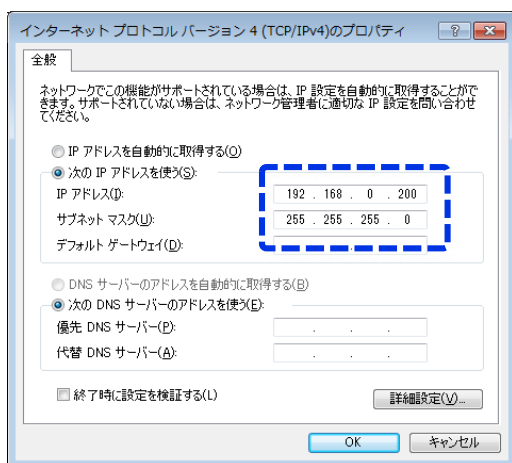 インターネット プロトコル バージョン 4 (TCP/IPv4)のプロパティ
全般
ネットワークでこの機能がサポートされている場合は、IP 設定を自動的に取得することがで
きます。サポートされていない場合は、ネットワーク管理者に適切な IP 設定を問い合わせ
てください。
IP アドレスを自動的に取得する(O)
次の IP アドレスを使う(S):
IP アドレス(I): 192 . 168 . 0 . 200
サブネット マスク(U): 255 . 255 . 255 . 0
デフォルト ゲートウェイ(D): . . .
DNS サーバーのアドレスを自動的に取得する(B)
次の DNS サーバーのアドレスを使う(E):
優先 DNS サーバー(P): . . .
代替 DNS サーバー(A): . . .
終了時に設定を検証する(L)
詳細設定(V)...
OK キャンセル